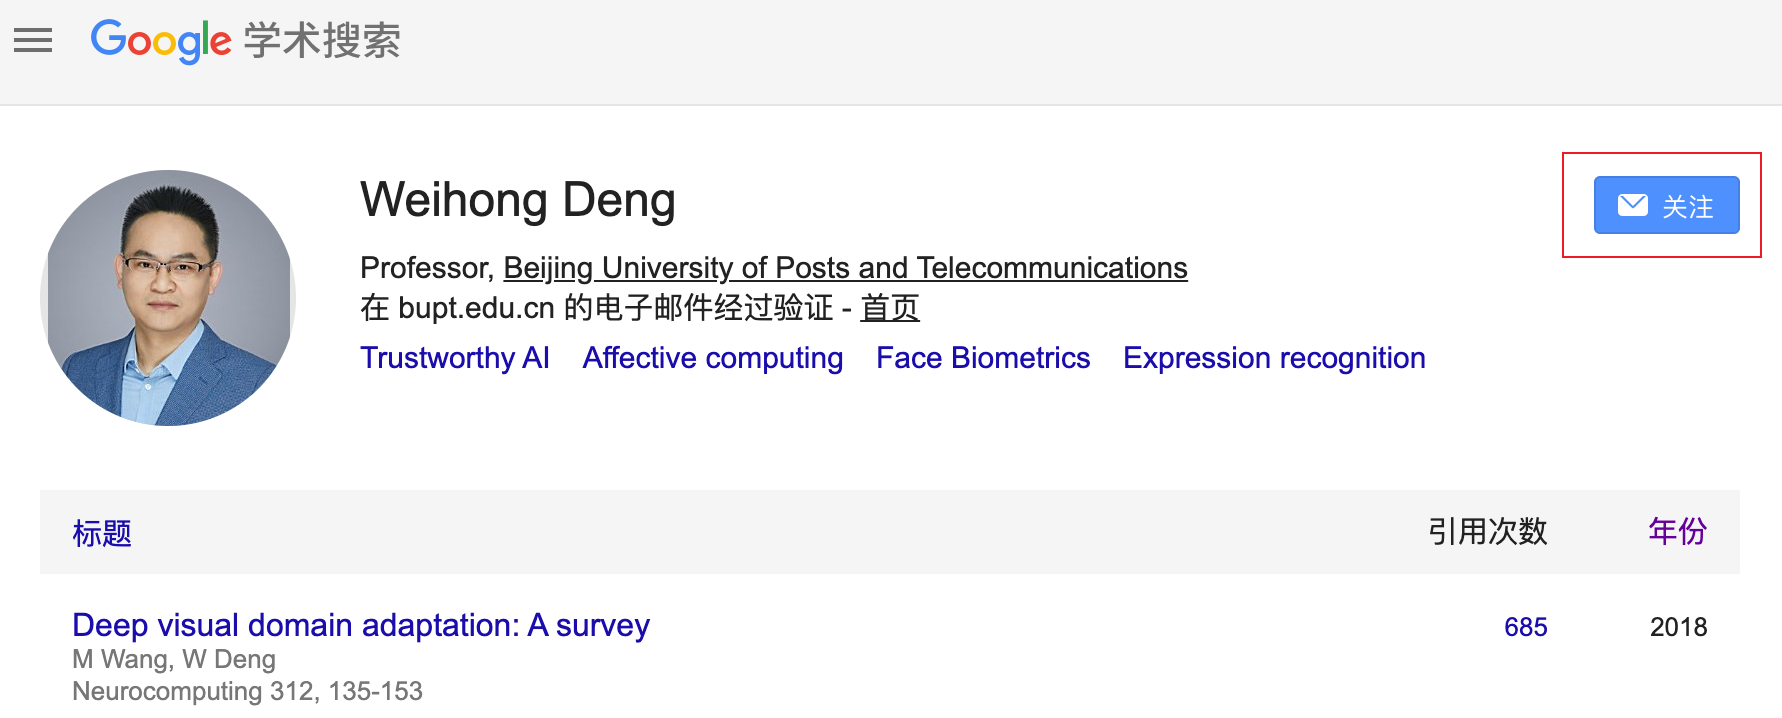 Google 学术搜索
Weihong Deng
关注
Professor, Beijing University of Posts and Telecommunications
在 bupt.edu.cn 的电子邮件经过验证 - 首页
Trustworthy AI Affective computing Face Biometrics Expression recognition
标题 引用次数 年份
Deep visual domain adaptation: A survey 685 2018
M Wang, W Deng
Neurocomputing 312, 135-153